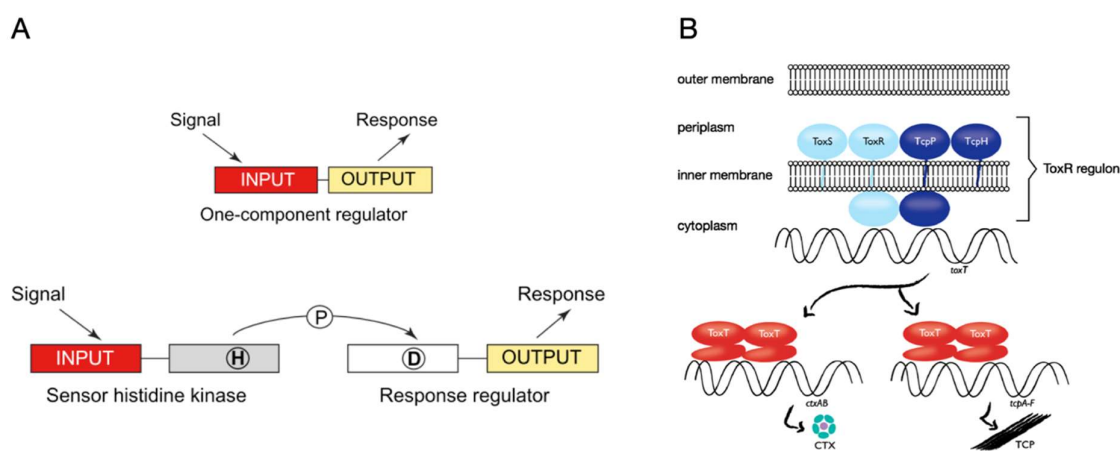 A
Signal
Response
INPUT
OUTPUT
One-component regulator
Signal
P
Response
INPUT
H
D
OUTPUT
Sensor histidine kinase
Response regulator
B
outer membrane
periplasm
ToxS
ToxR
TcpP
TcpH
inner membrane
ToxR regulon
cytoplasm
toxT
ToxT
ToxT
ToxT
ToxT
ctxAB
tcpA-F
CTX
TCP